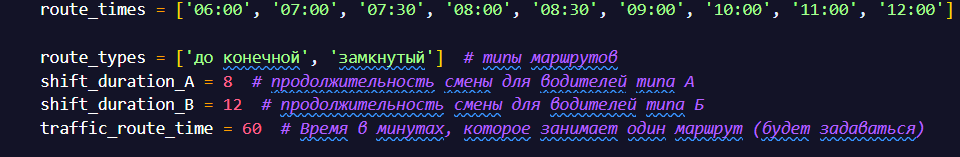 route_times = ['06:00', '07:00', '07:30', '08:00', '08:30', '09:00', '10:00', '11:00', '12:00']
route_types = ['до конечной', 'замкнутый']  # типы маршрутов
shift_duration_A = 8  # продолжительность смены для водителей типа А
shift_duration_B = 12  # продолжительность смены для водителей типа Б
traffic_route_time = 60  # Время в минутах, которое занимает один маршрут (будет задаваться)